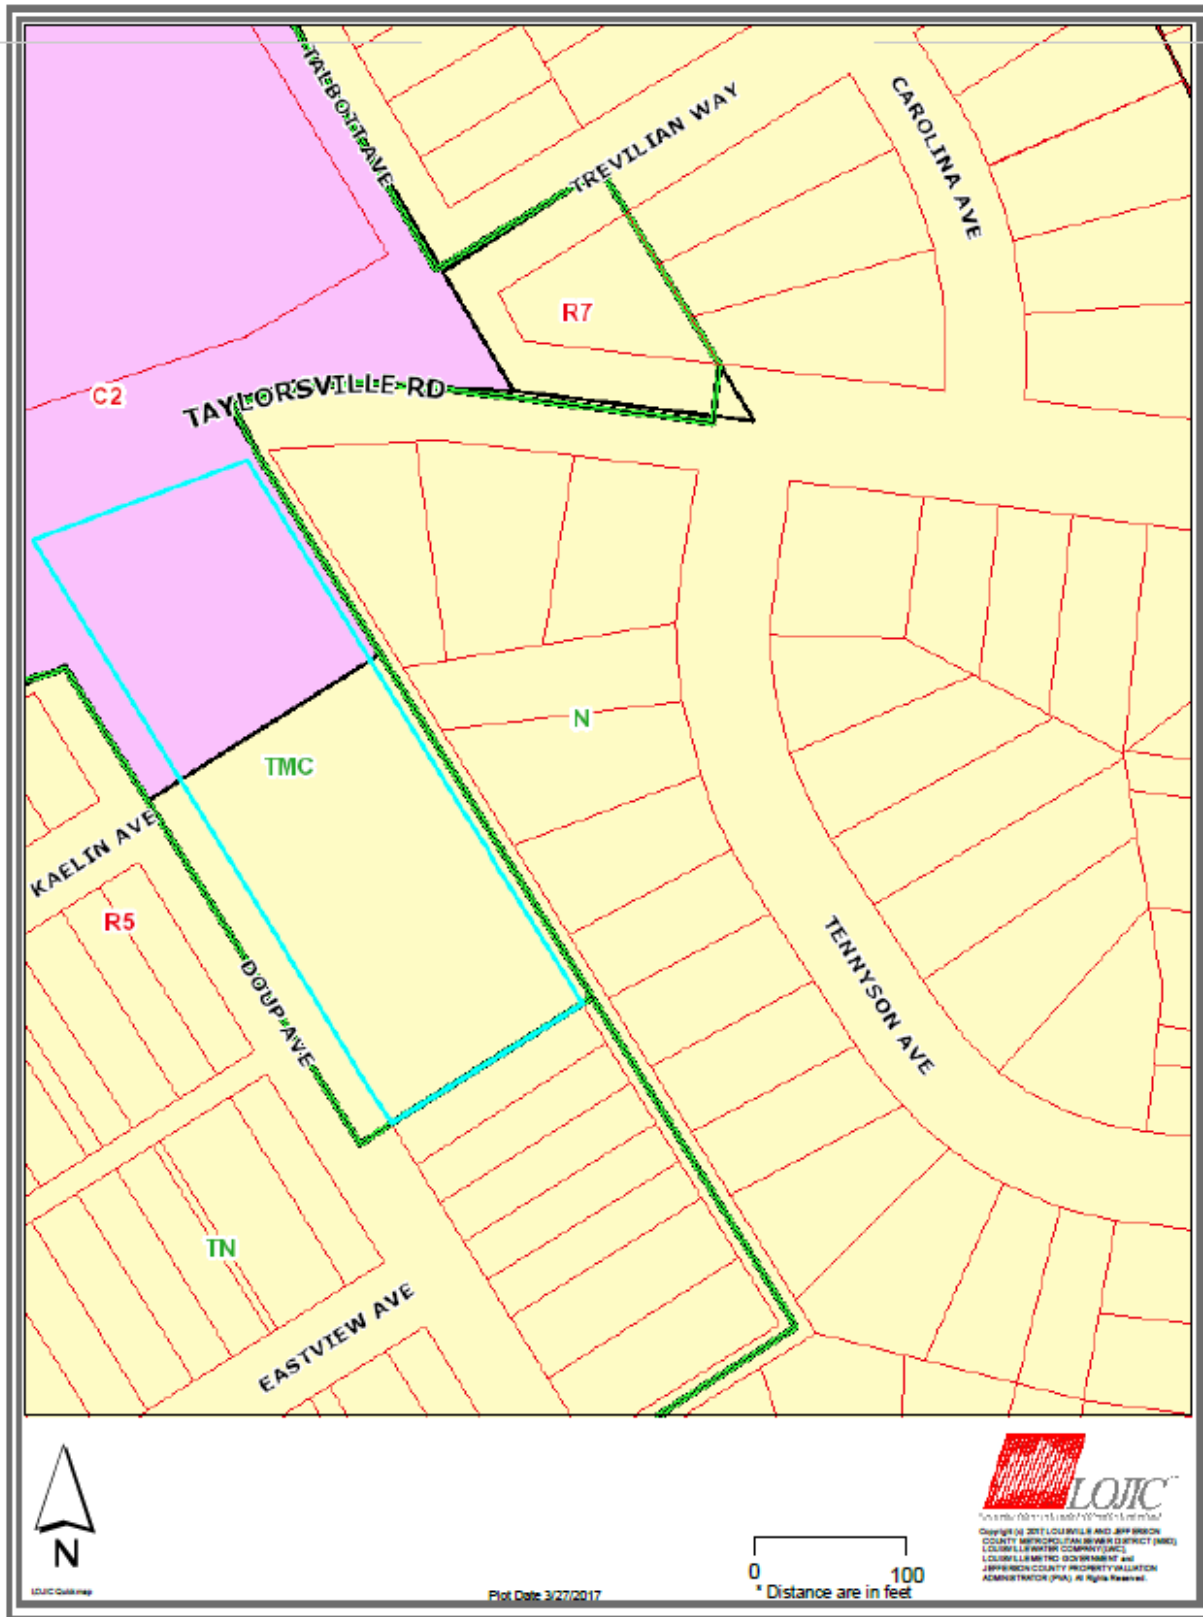 TALBOTT AVE
TREVILIAN WAY
CAROLINA AVE
R7
C2
TAYLORSVILLE RD
N
TMC
KAELIN AVE
R5
DOUP AVE
TENNYSON AVE
TN
EASTVIEW AVE
N
LOJIC Quickmap
Plot Date 3/27/2017
0 100
* Distance are in feet
LOJIC
Copyright (c) 2017 LOUISVILLE AND JEFFERSON
COUNTY METROPOLITAN SEWER DISTRICT (MSD),
LOUISVILLE WATER COMPANY (LWC),
LOUISVILLE METRO GOVERNMENT and
JEFFERSON COUNTY PROPERTY VALUATION
ADMINISTRATOR (PVA). All Rights Reserved.